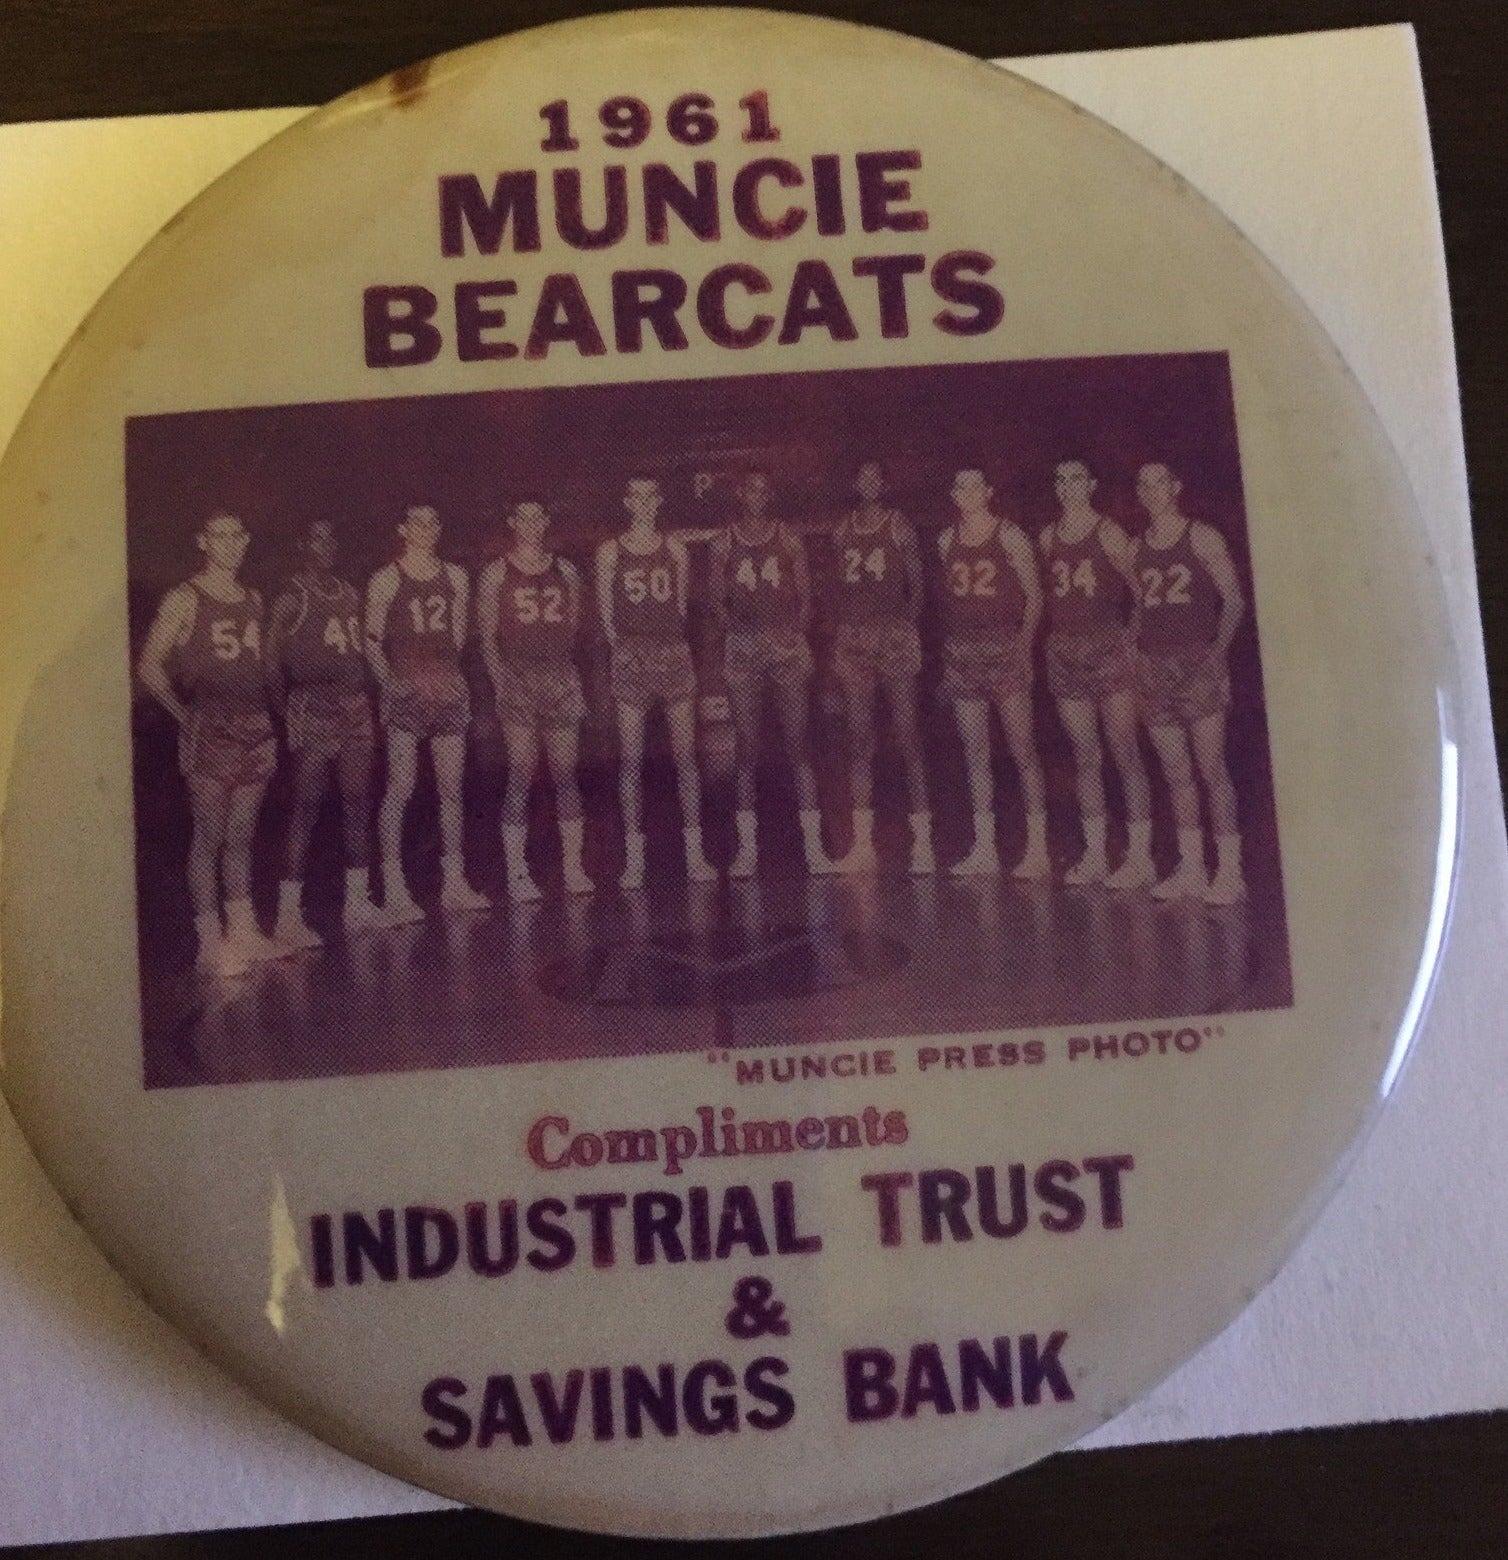 1961
MUNCIE
BEARCATS
54 40 12 52 50 44 24 32 34 22
"MUNCIE PRESS PHOTO"
Compliments
INDUSTRIAL TRUST
&
SAVINGS BANK